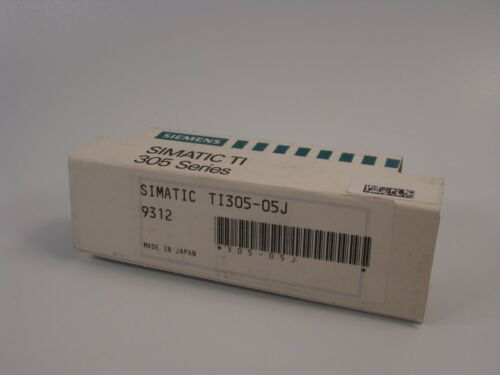 SIEMENS
SIMATIC TI
305 Series
SIMATIC TI305-05J
9312
*305-05J*
MADE IN JAPAN